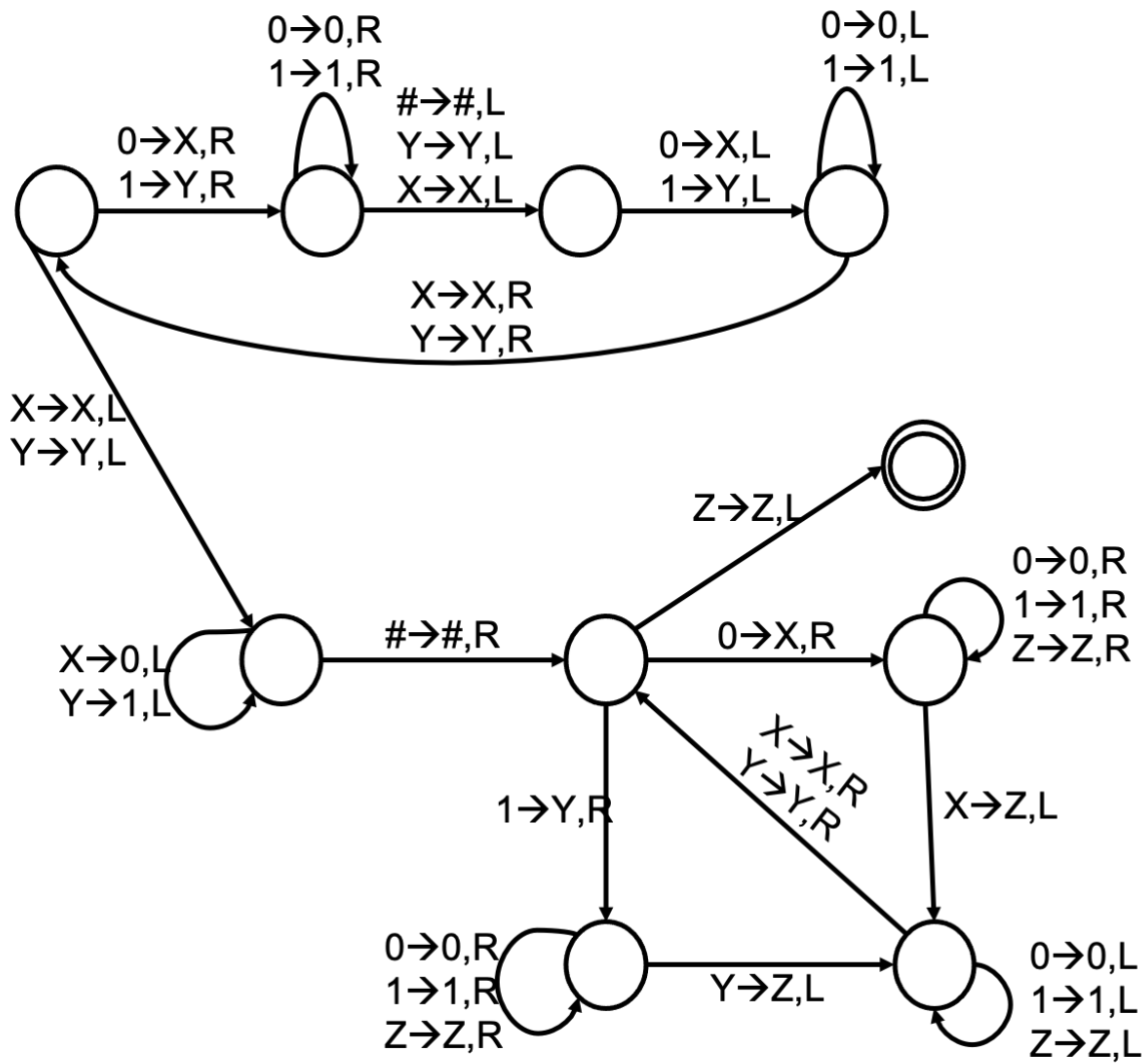 0→0,R
1→1,R
0→0,L
1→1,L
#→#,L
Y→Y,L
X→X,L
0→X,R
1→Y,R
0→X,L
1→Y,L
X→X,R
Y→Y,R
X→X,L
Y→Y,L
Z→Z,L
0→0,R
1→1,R
Z→Z,R
#→#,R
0→X,R
X→0,L
Y→1,L
X→X,R
Y→Y,R
1→Y,R
X→Z,L
0→0,R
1→1,R
Z→Z,R
Y→Z,L
0→0,L
1→1,L
Z→Z,L